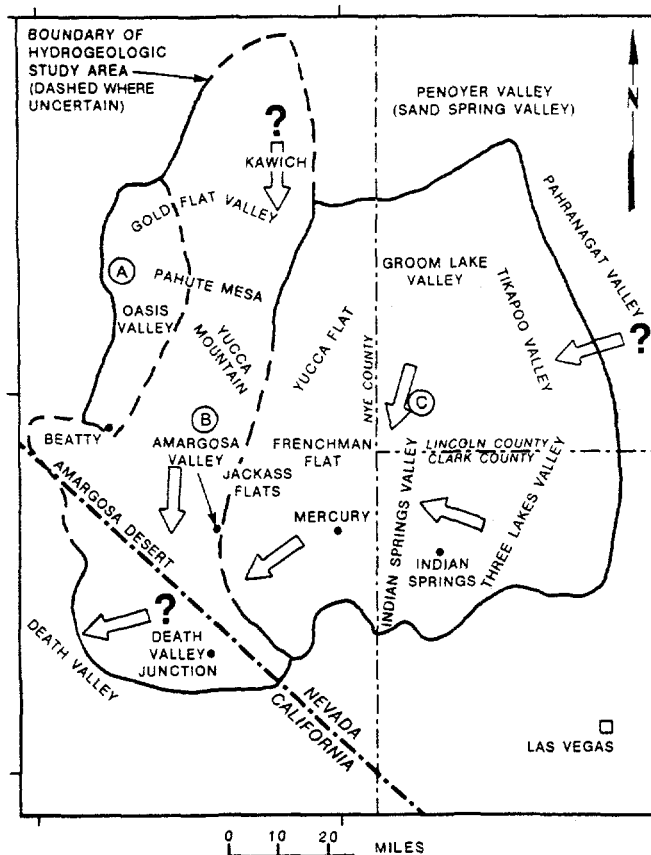 BOUNDARY OF
HYDROGEOLOGIC
STUDY AREA
(DASHED WHERE
UNCERTAIN)
PENOYER VALLEY
(SAND SPRING VALLEY)
N
?
KAWICH
GOLD FLAT VALLEY
PAHRANAGAT VALLEY
A
GROOM LAKE
VALLEY
PAHUTE MESA
TIKAPOO VALLEY
OASIS
VALLEY
YUCCA
MOUNTAIN
YUCCA FLAT
?
NYE COUNTY
C
B
BEATTY
AMARGOSA
VALLEY
FRENCHMAN
FLAT
LINCOLN COUNTY
CLARK COUNTY
JACKASS
FLATS
AMARGOSA DESERT
MERCURY
INDIAN SPRINGS VALLEY
THREE LAKES VALLEY
INDIAN
SPRINGS
?
DEATH VALLEY
DEATH
VALLEY
JUNCTION
NEVADA
CALIFORNIA
LAS VEGAS
0 10 20
MILES